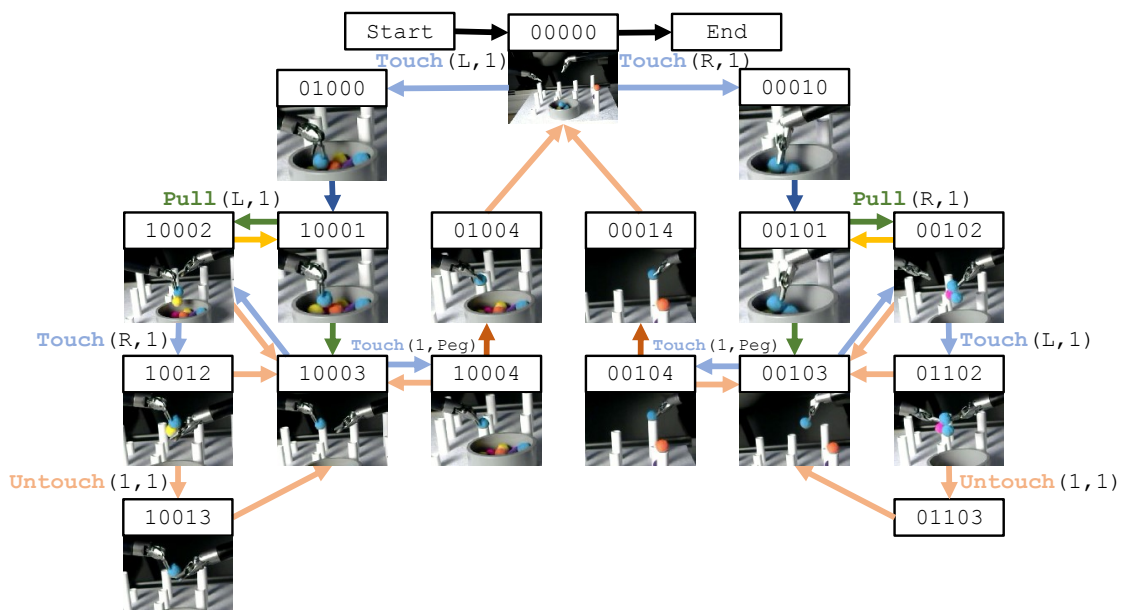 Start
00000
End
Touch(L,1)
Touch(R,1)
01000
00010
Pull(L,1)
Pull(R,1)
10002
10001
01004
00014
00101
00102
Touch(R,1)
Touch(1,Peg)
Touch(1,Peg)
Touch(L,1)
10012
10003
10004
00104
00103
01102
Untouch(1,1)
Untouch(1,1)
10013
01103